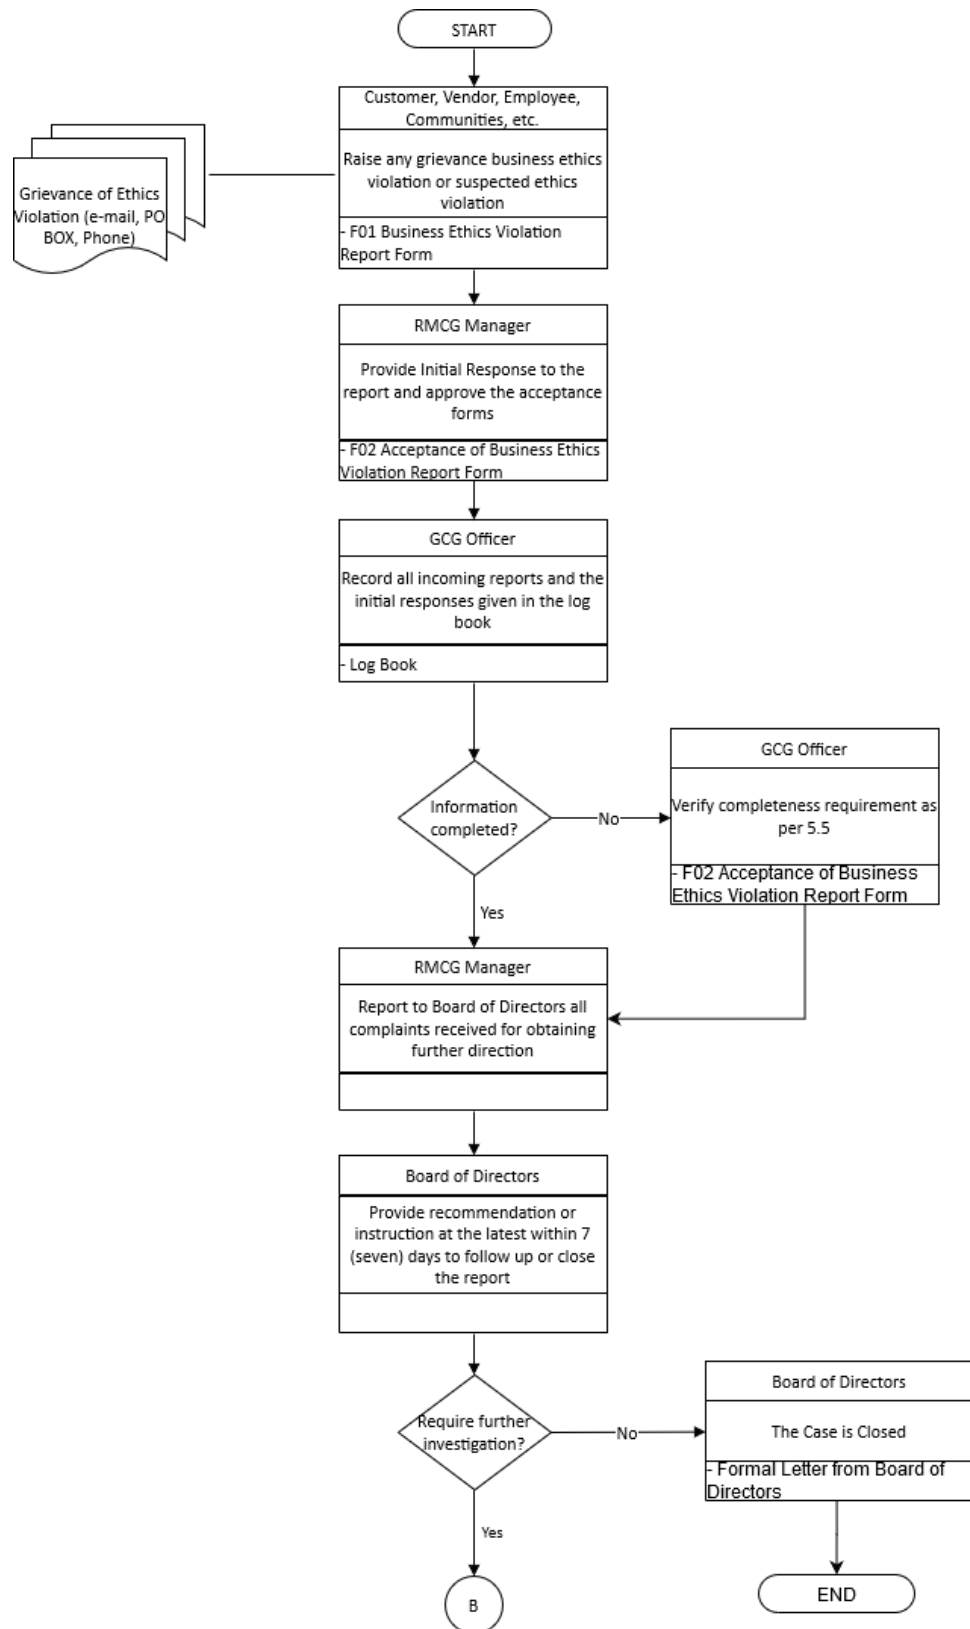 START
Customer, Vendor, Employee,
Communities, etc.
Raise any grievance business ethics
violation or suspected ethics
violation
- F01 Business Ethics Violation
Report Form
Grievance of Ethics
Violation (e-mail, PO
BOX, Phone)
RMCG Manager
Provide Initial Response to the
report and approve the acceptance
forms
- F02 Acceptance of Business Ethics
Violation Report Form
GCG Officer
Record all incoming reports and the
initial responses given in the log
book
- Log Book
Information
completed?
No
GCG Officer
Verify completeness requirement as
per 5.5
- F02 Acceptance of Business
Ethics Violation Report Form
Yes
RMCG Manager
Report to Board of Directors all
complaints received for obtaining
further direction
Board of Directors
Provide recommendation or
instruction at the latest within 7
(seven) days to follow up or close
the report
Require further
investigation?
No
Board of Directors
The Case is Closed
- Formal Letter from Board of
Directors
Yes
END
B